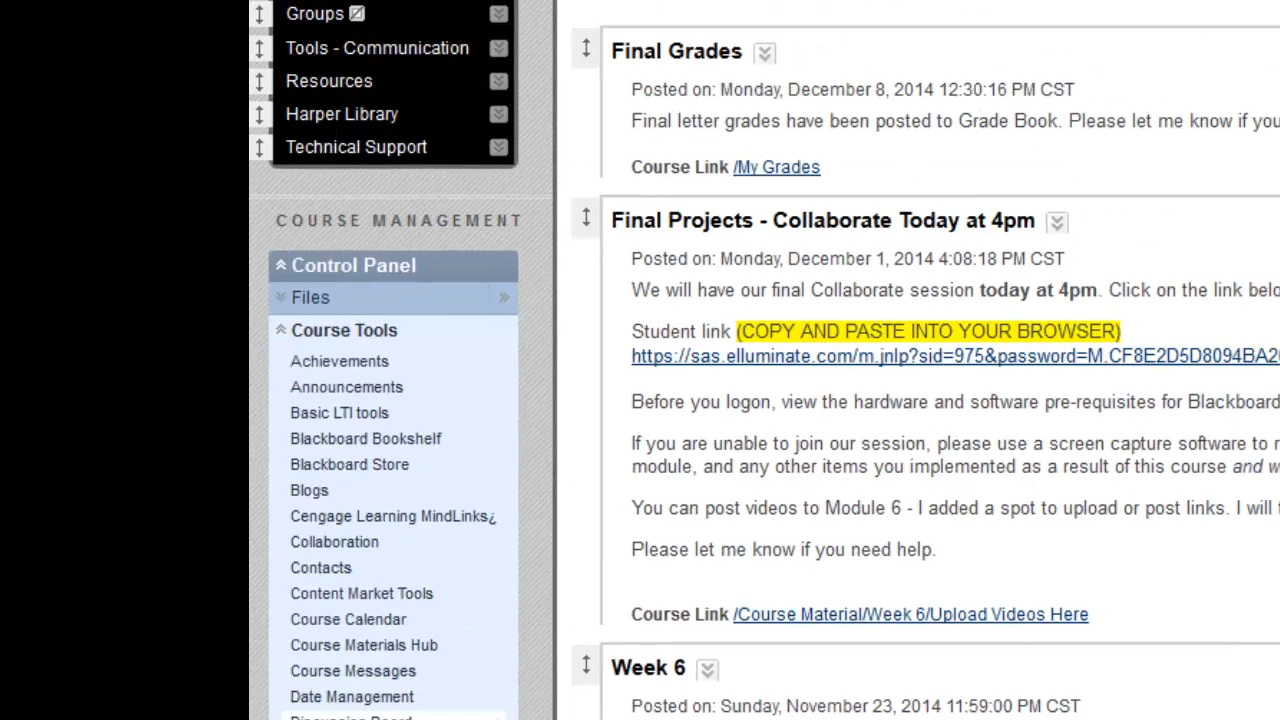 Groups
Tools - Communication
Resources
Harper Library
Technical Support
COURSE MANAGEMENT
Control Panel
Files
Course Tools
Achievements
Announcements
Basic LTI tools
Blackboard Bookshelf
Blackboard Store
Blogs
Cengage Learning MindLinks¿
Collaboration
Contacts
Content Market Tools
Course Calendar
Course Materials Hub
Course Messages
Date Management
Discussion Board
Final Grades
Posted on: Monday, December 8, 2014 12:30:16 PM CST
Final letter grades have been posted to Grade Book. Please let me know if you
Course Link /My Grades
Final Projects - Collaborate Today at 4pm
Posted on: Monday, December 1, 2014 4:08:18 PM CST
We will have our final Collaborate session today at 4pm. Click on the link belo
Student link (COPY AND PASTE INTO YOUR BROWSER)
https://sas.elluminate.com/m.jnlp?sid=975&password=M.CF8E2D5D8094BA2
Before you logon, view the hardware and software pre-requisites for Blackboard
If you are unable to join our session, please use a screen capture software to r
module, and any other items you implemented as a result of this course and w
You can post videos to Module 6 - I added a spot to upload or post links. I will
Please let me know if you need help.
Course Link /Course Material/Week 6/Upload Videos Here
Week 6
Posted on: Sunday, November 23, 2014 11:59:00 PM CST